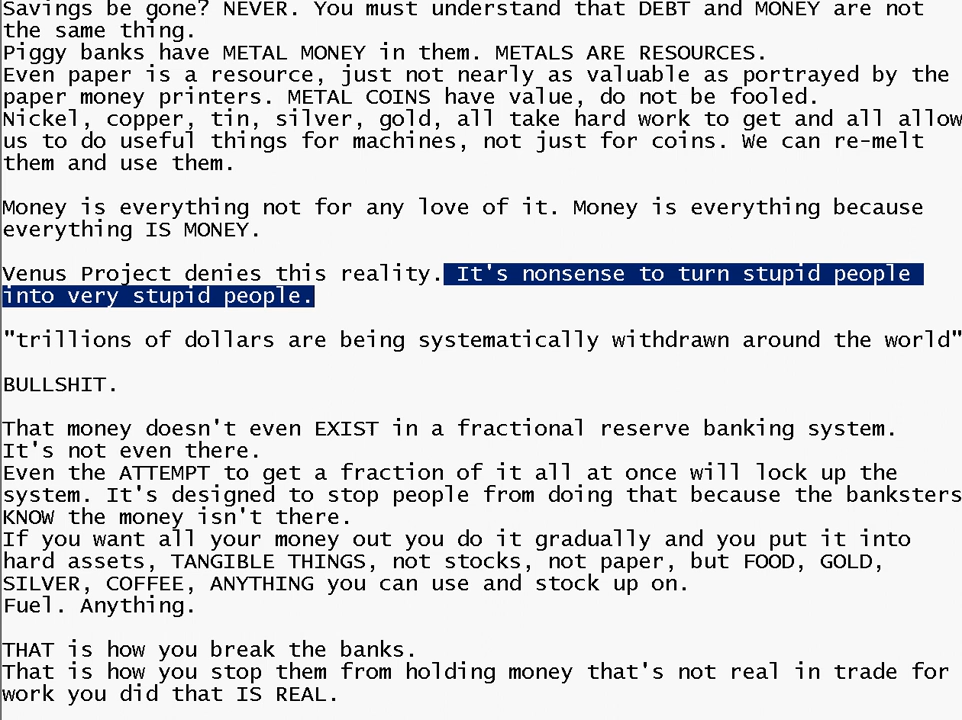 Savings be gone? NEVER. You must understand that DEBT and MONEY are not
the same thing.
Piggy banks have METAL MONEY in them. METALS ARE RESOURCES.
Even paper is a resource, just not nearly as valuable as portrayed by the
paper money printers. METAL COINS have value, do not be fooled.
Nickel, copper, tin, silver, gold, all take hard work to get and all allow
us to do useful things for machines, not just for coins. We can re-melt
them and use them.
Money is everything not for any love of it. Money is everything because
everything IS MONEY.
Venus Project denies this reality. It's nonsense to turn stupid people
into very stupid people.
"trillions of dollars are being systematically withdrawn around the world"
BULLSHIT.
That money doesn't even EXIST in a fractional reserve banking system.
It's not even there.
Even the ATTEMPT to get a fraction of it all at once will lock up the
system. It's designed to stop people from doing that because the banksters
KNOW the money isn't there.
If you want all your money out you do it gradually and you put it into
hard assets, TANGIBLE THINGS, not stocks, not paper, but FOOD, GOLD,
SILVER, COFFEE, ANYTHING you can use and stock up on.
Fuel. Anything.
THAT is how you break the banks.
That is how you stop them from holding money that's not real in trade for
work you did that IS REAL.